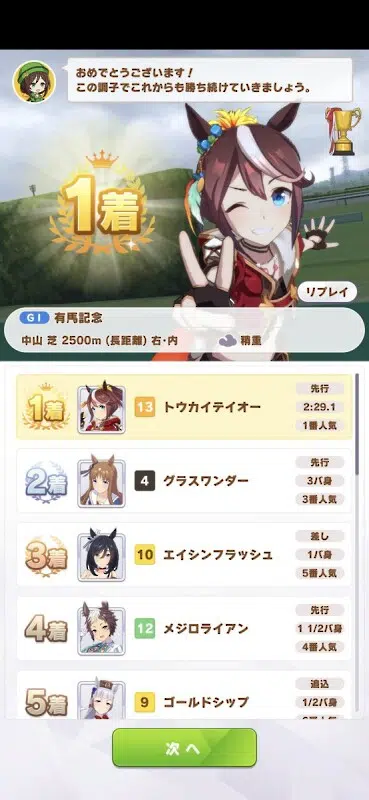 おめでとうございます!
この調子でこれからも勝ち続けていきましょう。
1着
リプレイ
GI 有馬記念
中山 芝 2500m (長距離) 右・内 稍重
1着 13 トウカイテイオー 先行
2:29.1
1番人気
2着 4 グラスワンダー 先行
3バ身
3番人気
3着 10 エイシンフラッシュ 差し
1バ身
5番人気
4着 12 メジロライアン 先行
1 1/2バ身
4番人気
5着 9 ゴールドシップ 追込
1/2バ身
次へ